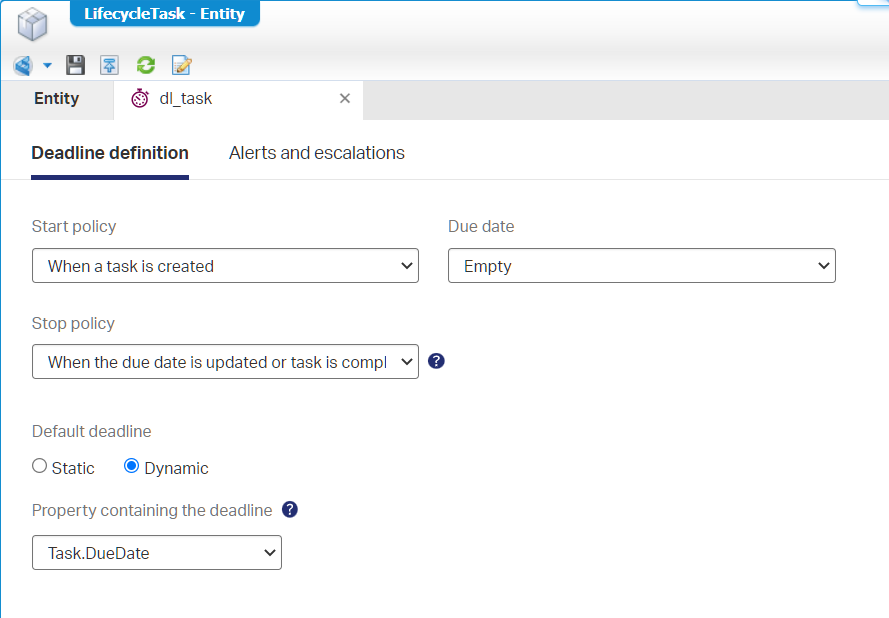 LifecycleTask - Entity
Entity
dl_task
Deadline definition
Alerts and escalations
Start policy
Due date
When a task is created
Empty
Stop policy
When the due date is updated or task is compl
?
Default deadline
Static
Dynamic
Property containing the deadline ?
Task.DueDate